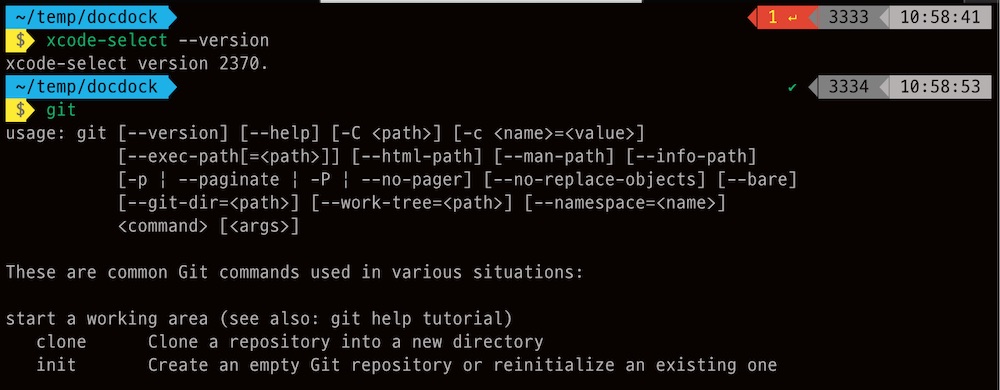 ~/temp/docdock 1 ↵ 3333 10:58:41
$ xcode-select --version
xcode-select version 2370.
~/temp/docdock ✔ 3334 10:58:53
$ git
usage: git [--version] [--help] [-C <path>] [-c <name>=<value>]
[--exec-path[=<path>]] [--html-path] [--man-path] [--info-path]
[-p | --paginate | -P | --no-pager] [--no-replace-objects] [--bare]
[--git-dir=<path>] [--work-tree=<path>] [--namespace=<name>]
<command> [<args>]
These are common Git commands used in various situations:
start a working area (see also: git help tutorial)
clone Clone a repository into a new directory
init Create an empty Git repository or reinitialize an existing one